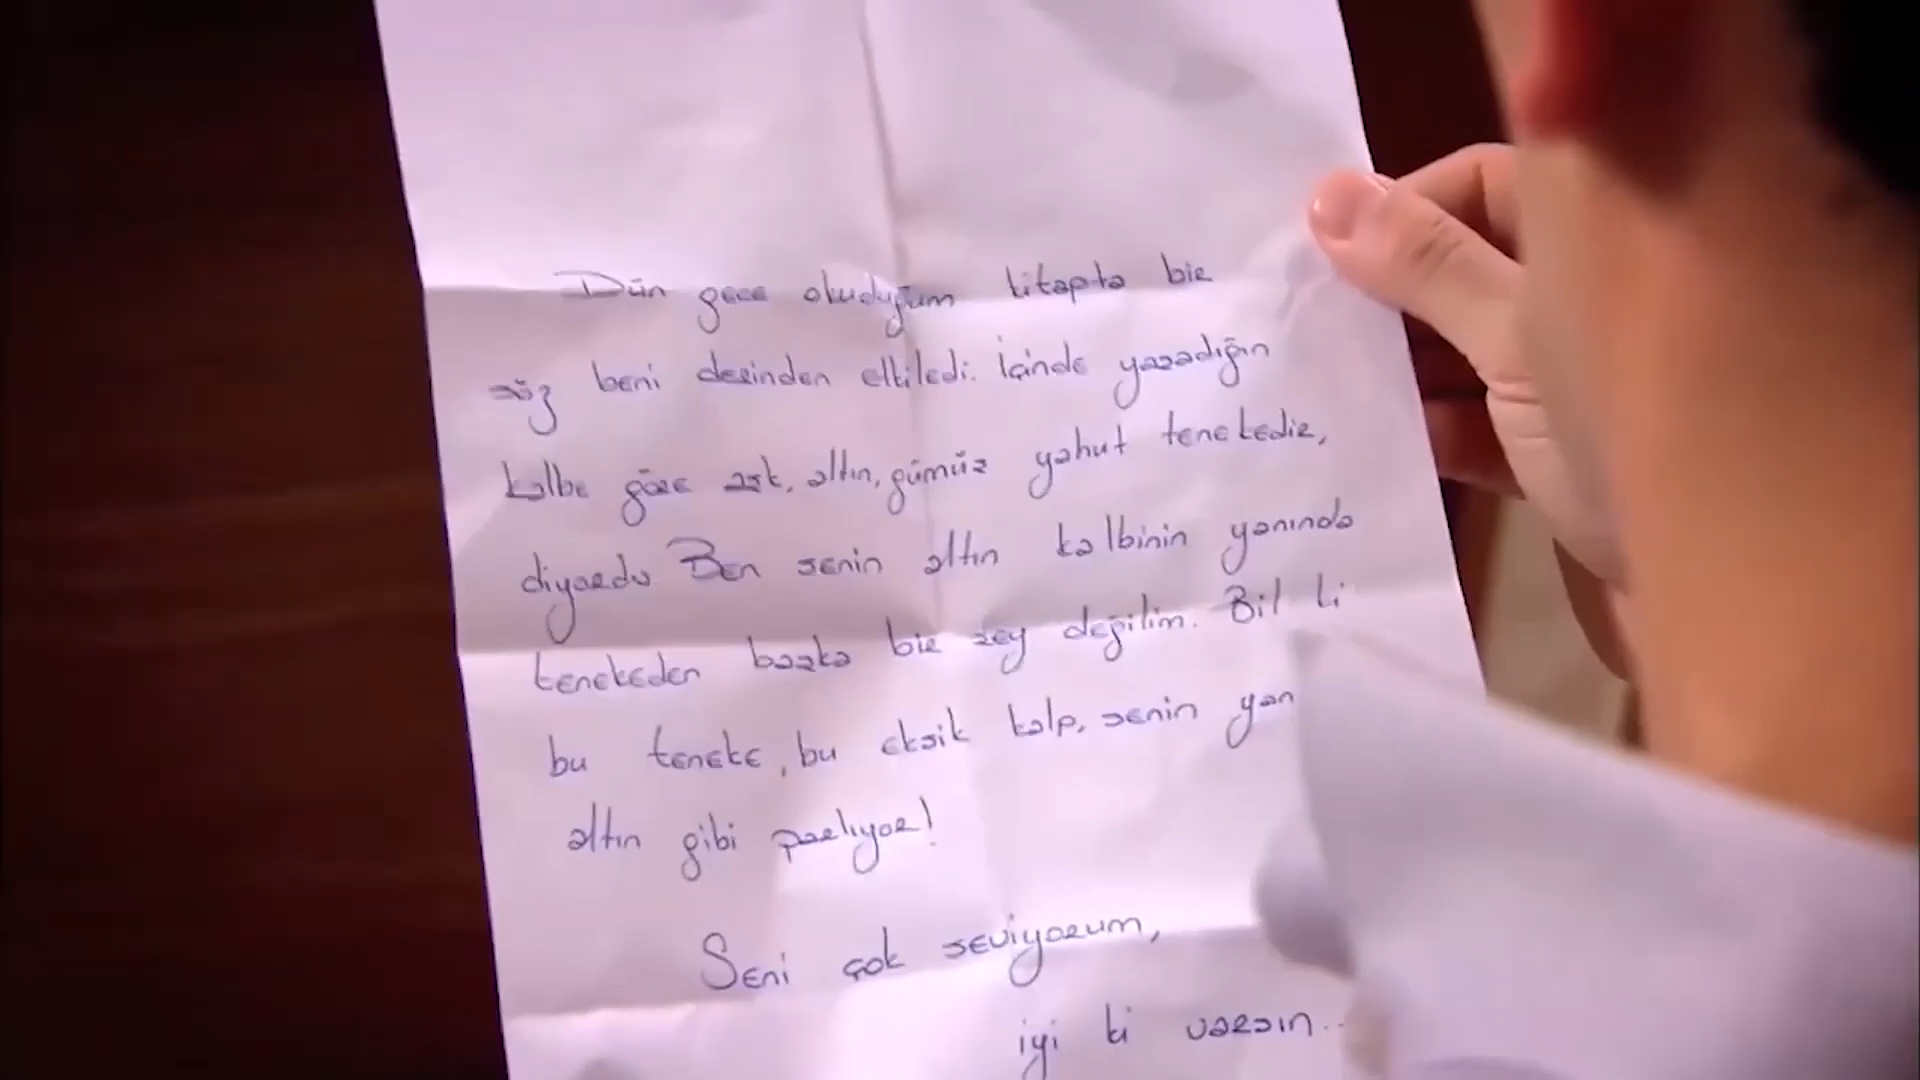 Dün gece okuduğum kitapta bir
söz beni derinden etkiledi. İçinde yaşadığın
kalbe göre aşk, altın, gümüş yahut tenekedir,
diyordu. Ben senin altın kalbinin yanında
tenekeden başka bir şey değilim. Bil ki
bu teneke, bu eksik kalp, senin yan
altın gibi parlıyor!
Seni çok seviyorum,
iyi ki varsın..